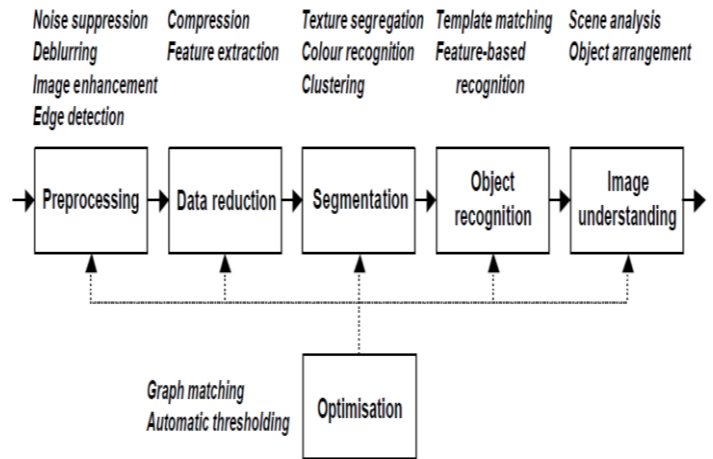 Noise suppression
Deblurring
Image enhancement
Edge detection
Compression
Feature extraction
Texture segregation
Colour recognition
Clustering
Template matching
Feature-based
recognition
Scene analysis
Object arrangement
Preprocessing
Data reduction
Segmentation
Object
recognition
Image
understanding
Graph matching
Automatic thresholding
Optimisation